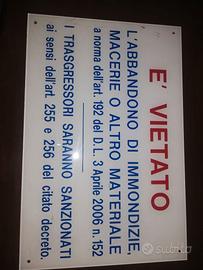 E' VIETATO
L'ABBANDONO DI IMMONDIZIE,
MACERIE O ALTRO MATERIALE
a norma dell'art. 192 del D.L. 3 Aprile 2006 n. 152
I TRASGRESSORI SARANNO SANZIONATI
ai sensi dell'art. 255 e 256 del citato decreto.
subito